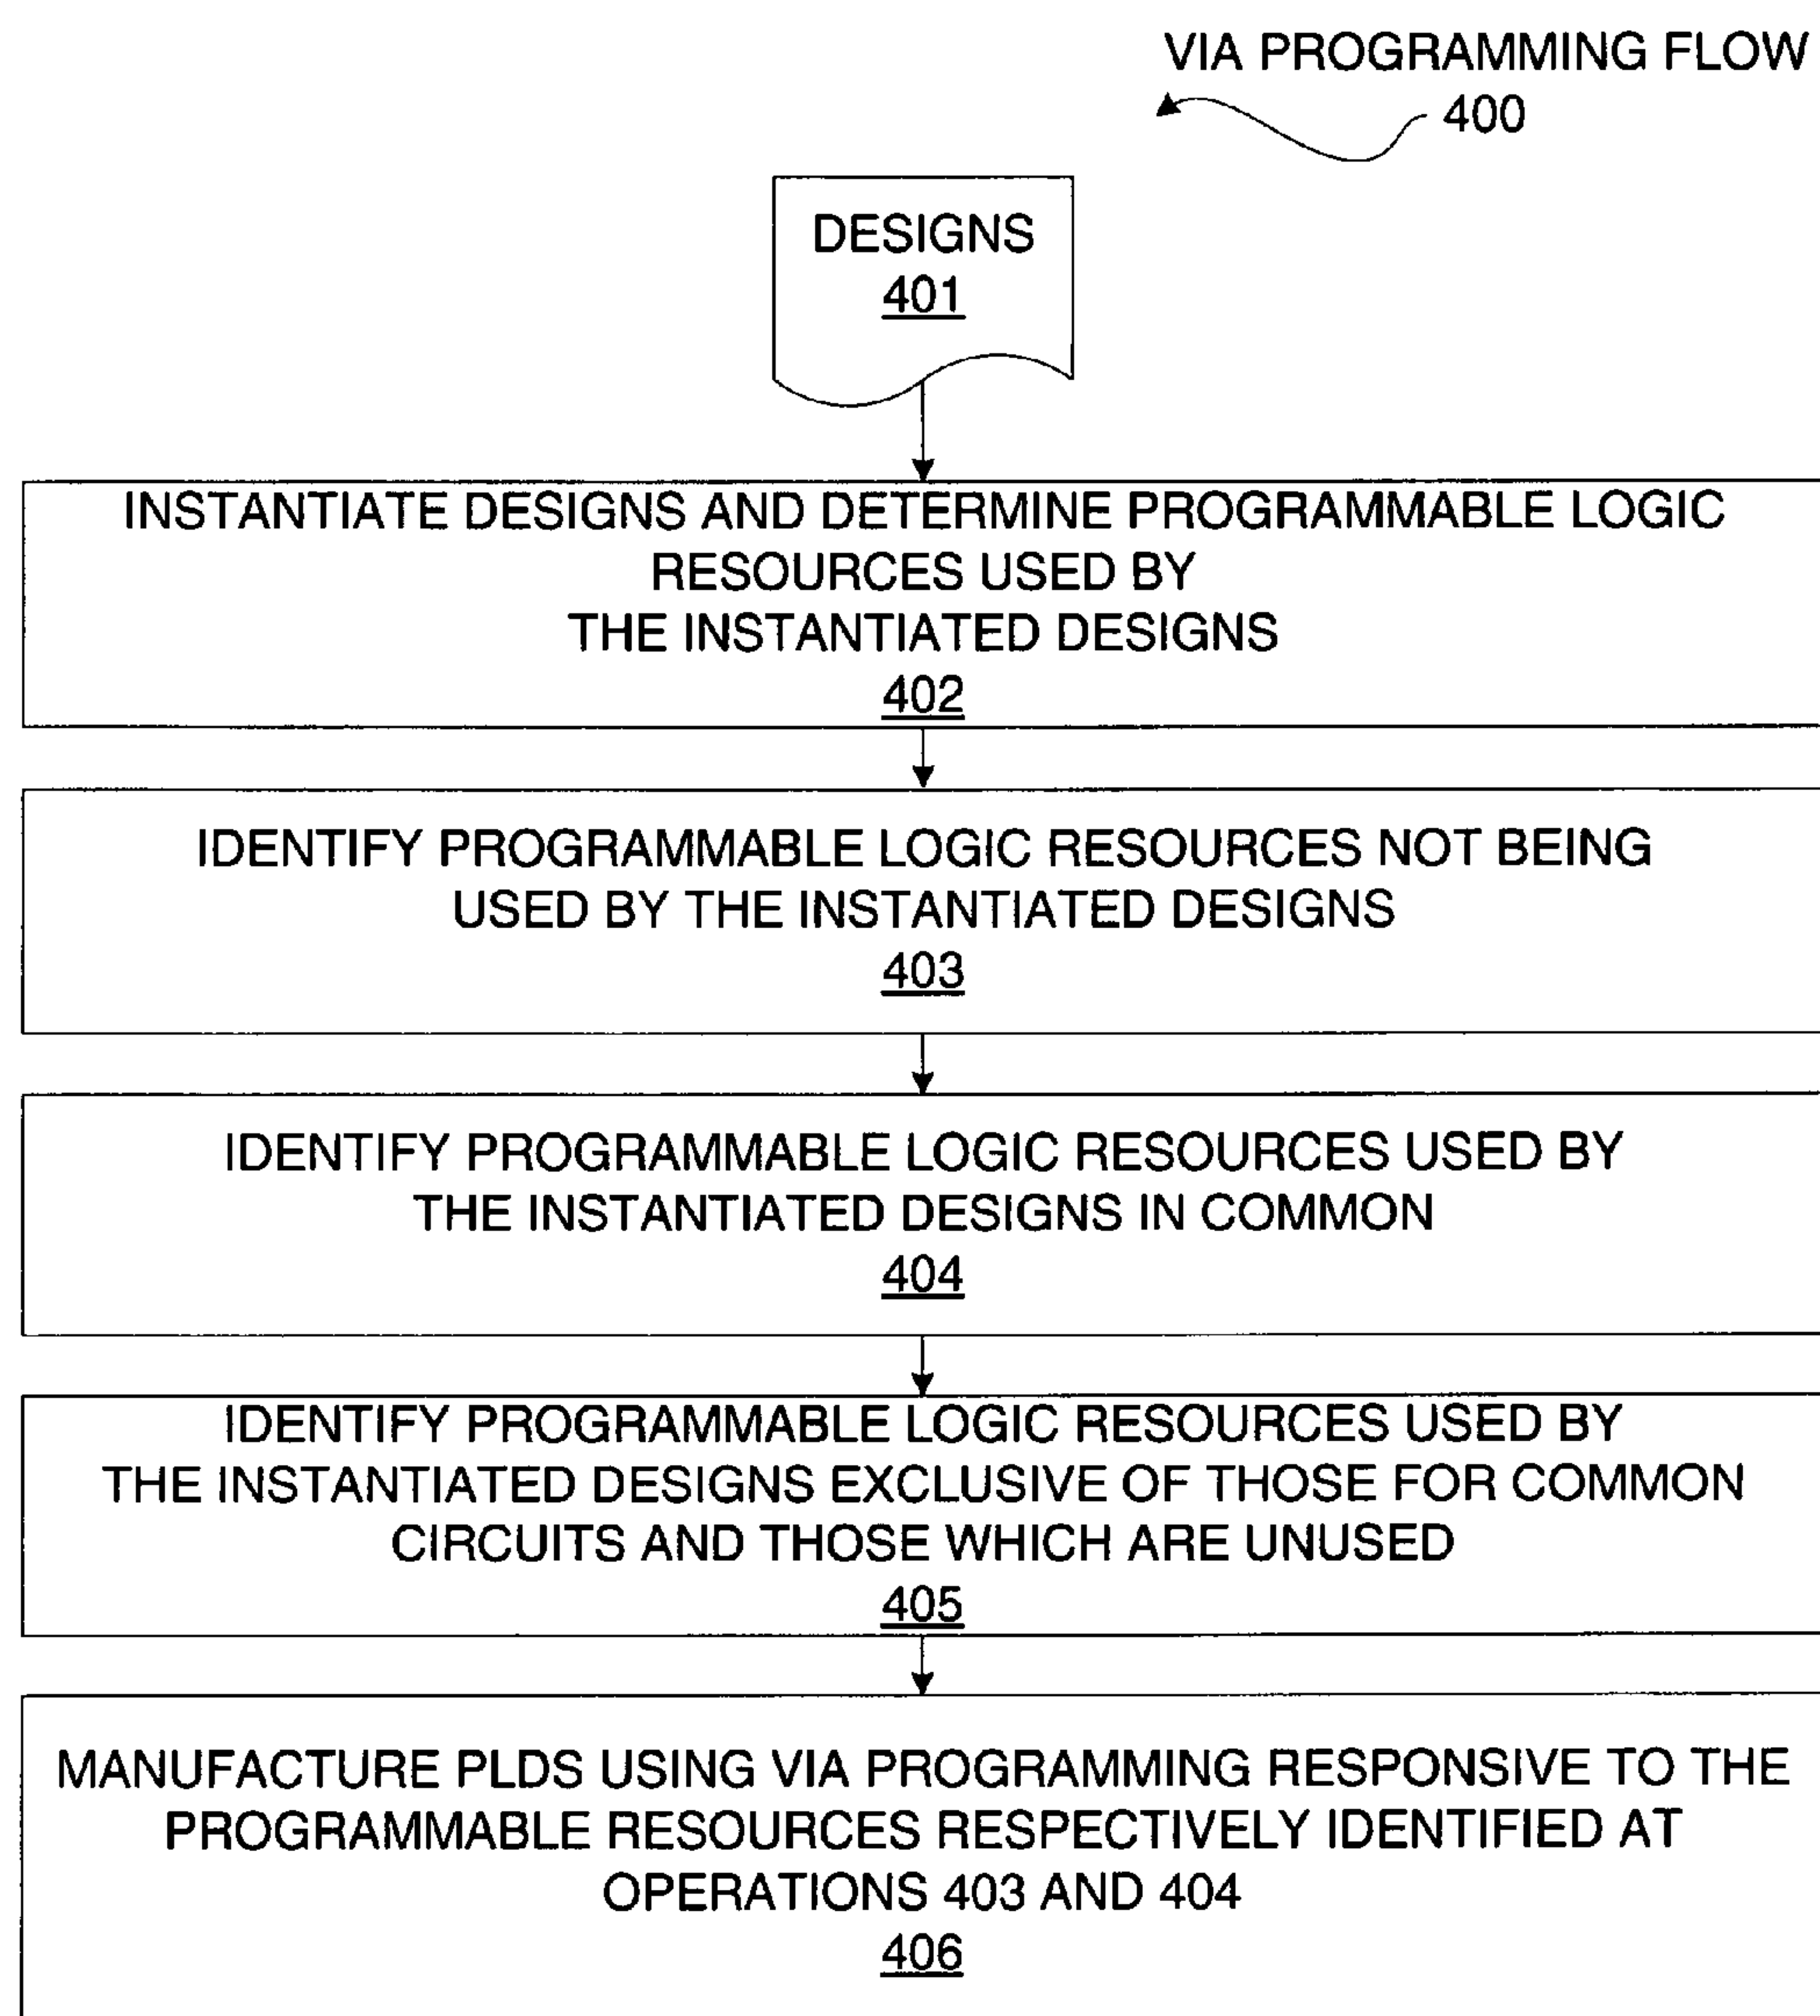 VIA PROGRAMMING FLOW
400
DESIGNS
401
INSTANTIATE DESIGNS AND DETERMINE PROGRAMMABLE LOGIC
RESOURCES USED BY
THE INSTANTIATED DESIGNS
402
IDENTIFY PROGRAMMABLE LOGIC RESOURCES NOT BEING
USED BY THE INSTANTIATED DESIGNS
403
IDENTIFY PROGRAMMABLE LOGIC RESOURCES USED BY
THE INSTANTIATED DESIGNS IN COMMON
404
IDENTIFY PROGRAMMABLE LOGIC RESOURCES USED BY
THE INSTANTIATED DESIGNS EXCLUSIVE OF THOSE FOR COMMON
CIRCUITS AND THOSE WHICH ARE UNUSED
405
MANUFACTURE PLDS USING VIA PROGRAMMING RESPONSIVE TO THE
PROGRAMMABLE RESOURCES RESPECTIVELY IDENTIFIED AT
OPERATIONS 403 AND 404
406